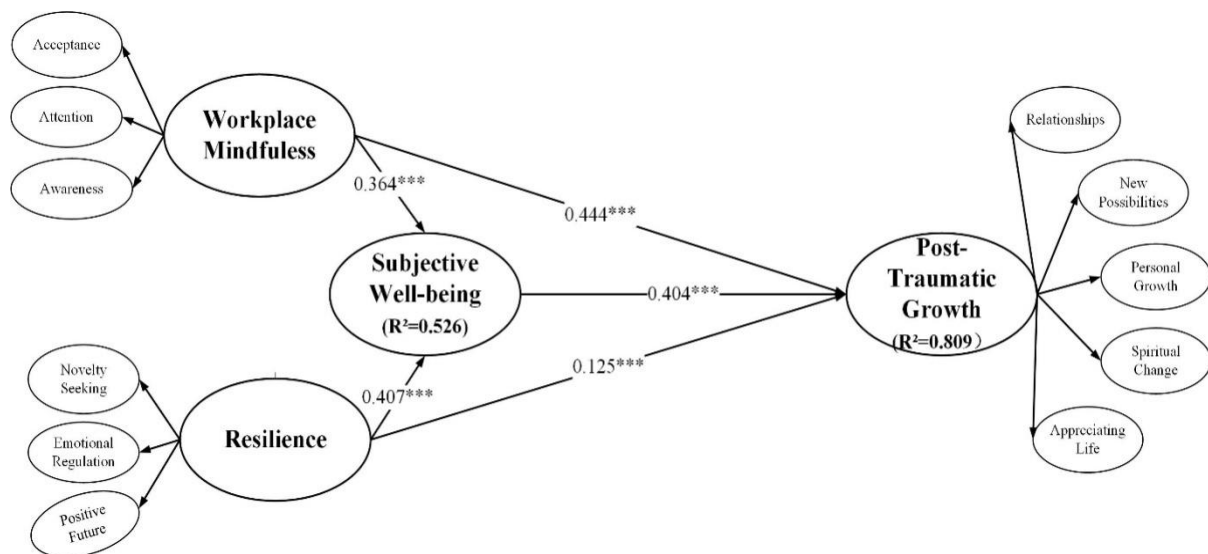 Acceptance
Attention
Awareness
Workplace
Mindfuless
0.364***
0.444***
Subjective
Well-being
(R²=0.526)
0.404***
Novelty
Seeking
Emotional
Regulation
Positive
Future
Resilience
0.407***
0.125***
Post-
Traumatic
Growth
(R²=0.809）
Relationships
New
Possibilities
Personal
Growth
Spiritual
Change
Appreciating
Life